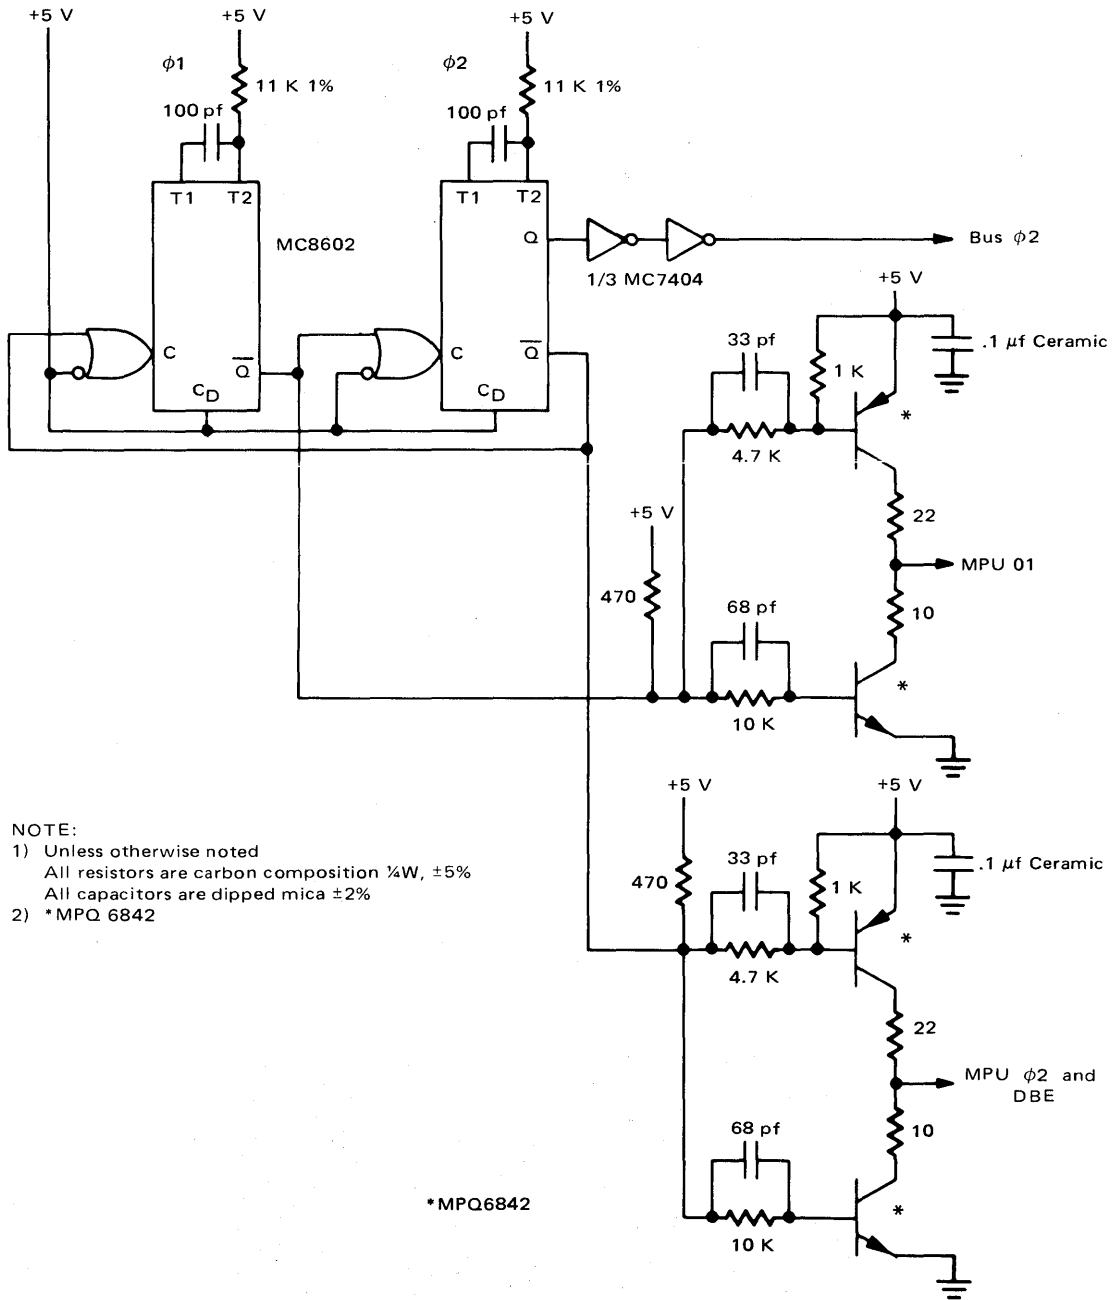 +5 V
+5 V
+5 V
ϕ1
ϕ2
11 K 1%
11 K 1%
100 pf
100 pf
T1 T2
T1 T2
MC8602
Q
Bus ϕ2
1/3 MC7404
C
Q̅
C_D
C
Q̅
C_D
+5 V
33 pf
.1 μf Ceramic
1 K
*
4.7 K
22
+5 V
MPU 01
470
68 pf
10
*
10 K
+5 V
+5 V
NOTE:
1) Unless otherwise noted
All resistors are carbon composition ¼W, ±5%
All capacitors are dipped mica ±2%
2) *MPQ 6842
33 pf
.1 μf Ceramic
470
1 K
*
4.7 K
22
MPU ϕ2 and
DBE
68 pf
10
*MPQ6842
*
10 K